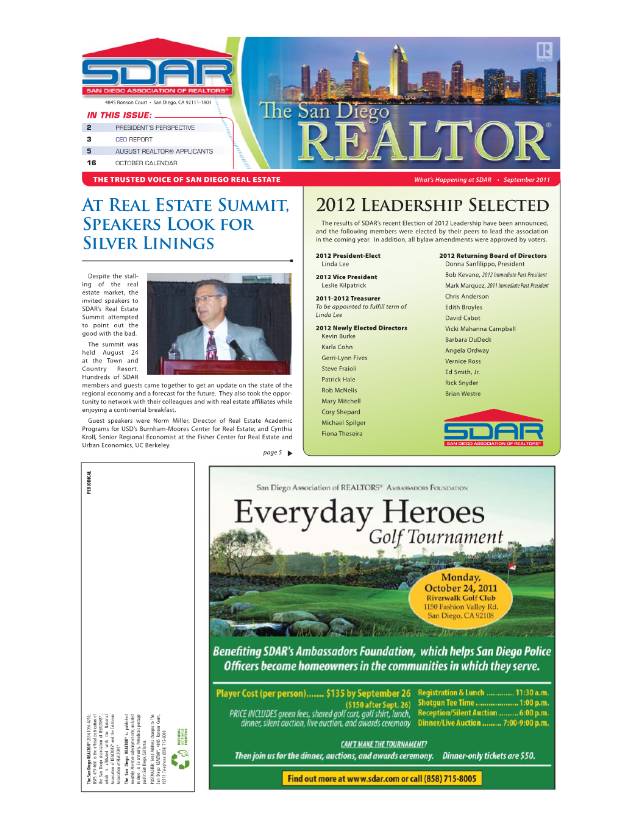 SDAR
SAN DIEGO ASSOCIATION OF REALTORS®
4845 Ronson Court • San Diego, CA 92111-1803
IN THIS ISSUE:
2 PRESIDENT'S PERSPECTIVE
3 CEO REPORT
5 AUGUST REALTOR® APPLICANTS
16 OCTOBER CALENDAR
The San Diego
REALTOR®
THE TRUSTED VOICE OF SAN DIEGO REAL ESTATE
What's Happening at SDAR • September 2011
AT REAL ESTATE SUMMIT,
SPEAKERS LOOK FOR
SILVER LININGS
Despite the stall-
ing of the real
estate market, the
invited speakers to
SDAR's Real Estate
Summit attempted
to point out the
good with the bad.
The summit was
held August 24
at the Town and
Country Resort.
Hundreds of SDAR
members and guests came together to get an update on the state of the
regional economy and a forecast for the future. They also took the oppor-
tunity to network with their colleagues and with real estate affiliates while
enjoying a continental breakfast.
Guest speakers were Norm Miller, Director of Real Estate Academic
Programs for USD's Burnham-Moores Center for Real Estate; and Cynthia
Kroll, Senior Regional Economist at the Fisher Center for Real Estate and
Urban Economics, UC Berkeley.
page 5
2012 LEADERSHIP SELECTED
The results of SDAR's recent Election of 2012 Leadership have been announced,
and the following members were elected by their peers to lead the association
in the coming year. In addition, all bylaw amendments were approved by voters.
2012 President-Elect
Linda Lee
2012 Vice President
Leslie Kilpatrick
2011-2012 Treasurer
To be appointed to fulfill term of
Linda Lee
2012 Newly Elected Directors
Kevin Burke
Karla Cohn
Gerri-Lynn Fives
Steve Fraioli
Patrick Hale
Rob McNelis
Mary Mitchell
Cory Shepard
Michael Spilger
Fiona Theseira
2012 Returning Board of Directors
Donna Sanfilippo, President
Bob Kevane, 2012 Immediate Past President
Mark Marquez, 2011 Immediate Past President
Chris Anderson
Edith Broyles
David Cabot
Vicki Mahanna Campbell
Barbara DuDeck
Angela Ordway
Vernice Ross
Ed Smith, Jr.
Rick Snyder
Brian Westre
SDAR
SAN DIEGO ASSOCIATION OF REALTORS®
PERIODICAL
San Diego Association of REALTORS® AMBASSADORS FOUNDATION
Everyday Heroes
Golf Tournament
Monday,
October 24, 2011
Riverwalk Golf Club
1150 Fashion Valley Rd.
San Diego, CA 92108
Benefiting SDAR's Ambassadors Foundation, which helps San Diego Police
Officers become homeowners in the communities in which they serve.
Player Cost (per person)....... $135 by September 26
($150 after Sept. 26)
PRICE INCLUDES green fees, shared golf cart, golf shirt, lunch,
dinner, silent auction, live auction, and awards ceremony
Registration & Lunch ............ 11:30 a.m.
Shotgun Tee Time ................... 1:00 p.m.
Reception/Silent Auction ......... 6:00 p.m.
Dinner/Live Auction ......... 7:00-9:00 p.m.
CAN'T MAKE THE TOURNAMENT?
Then join us for the dinner, auctions, and awards ceremony. Dinner-only tickets are $50.
Find out more at www.sdar.com or call (858) 715-8005